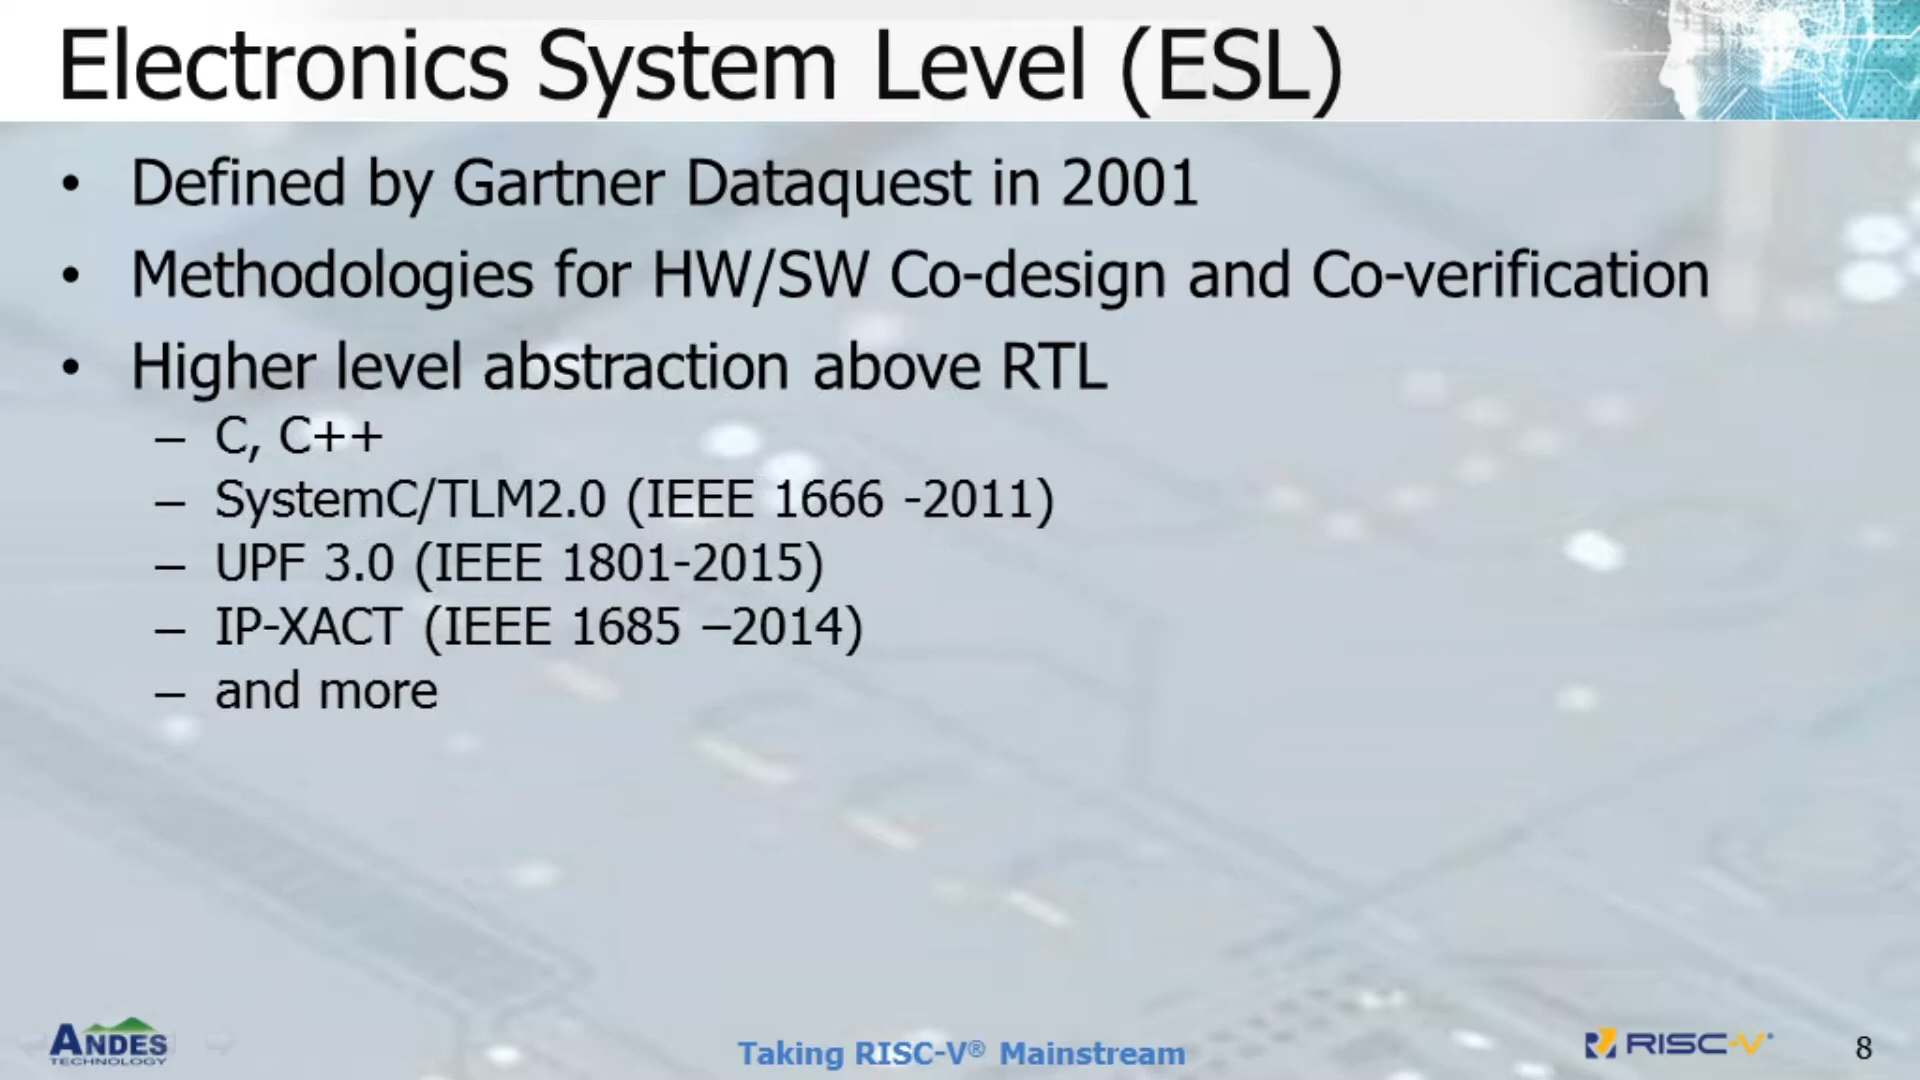 Electronics System Level (ESL)
• Defined by Gartner Dataquest in 2001
• Methodologies for HW/SW Co-design and Co-verification
• Higher level abstraction above RTL
– C, C++
– SystemC/TLM2.0 (IEEE 1666 -2011)
– UPF 3.0 (IEEE 1801-2015)
– IP-XACT (IEEE 1685 –2014)
– and more
ANDES
TECHNOLOGY
Taking RISC-V® Mainstream
RISC-V
8